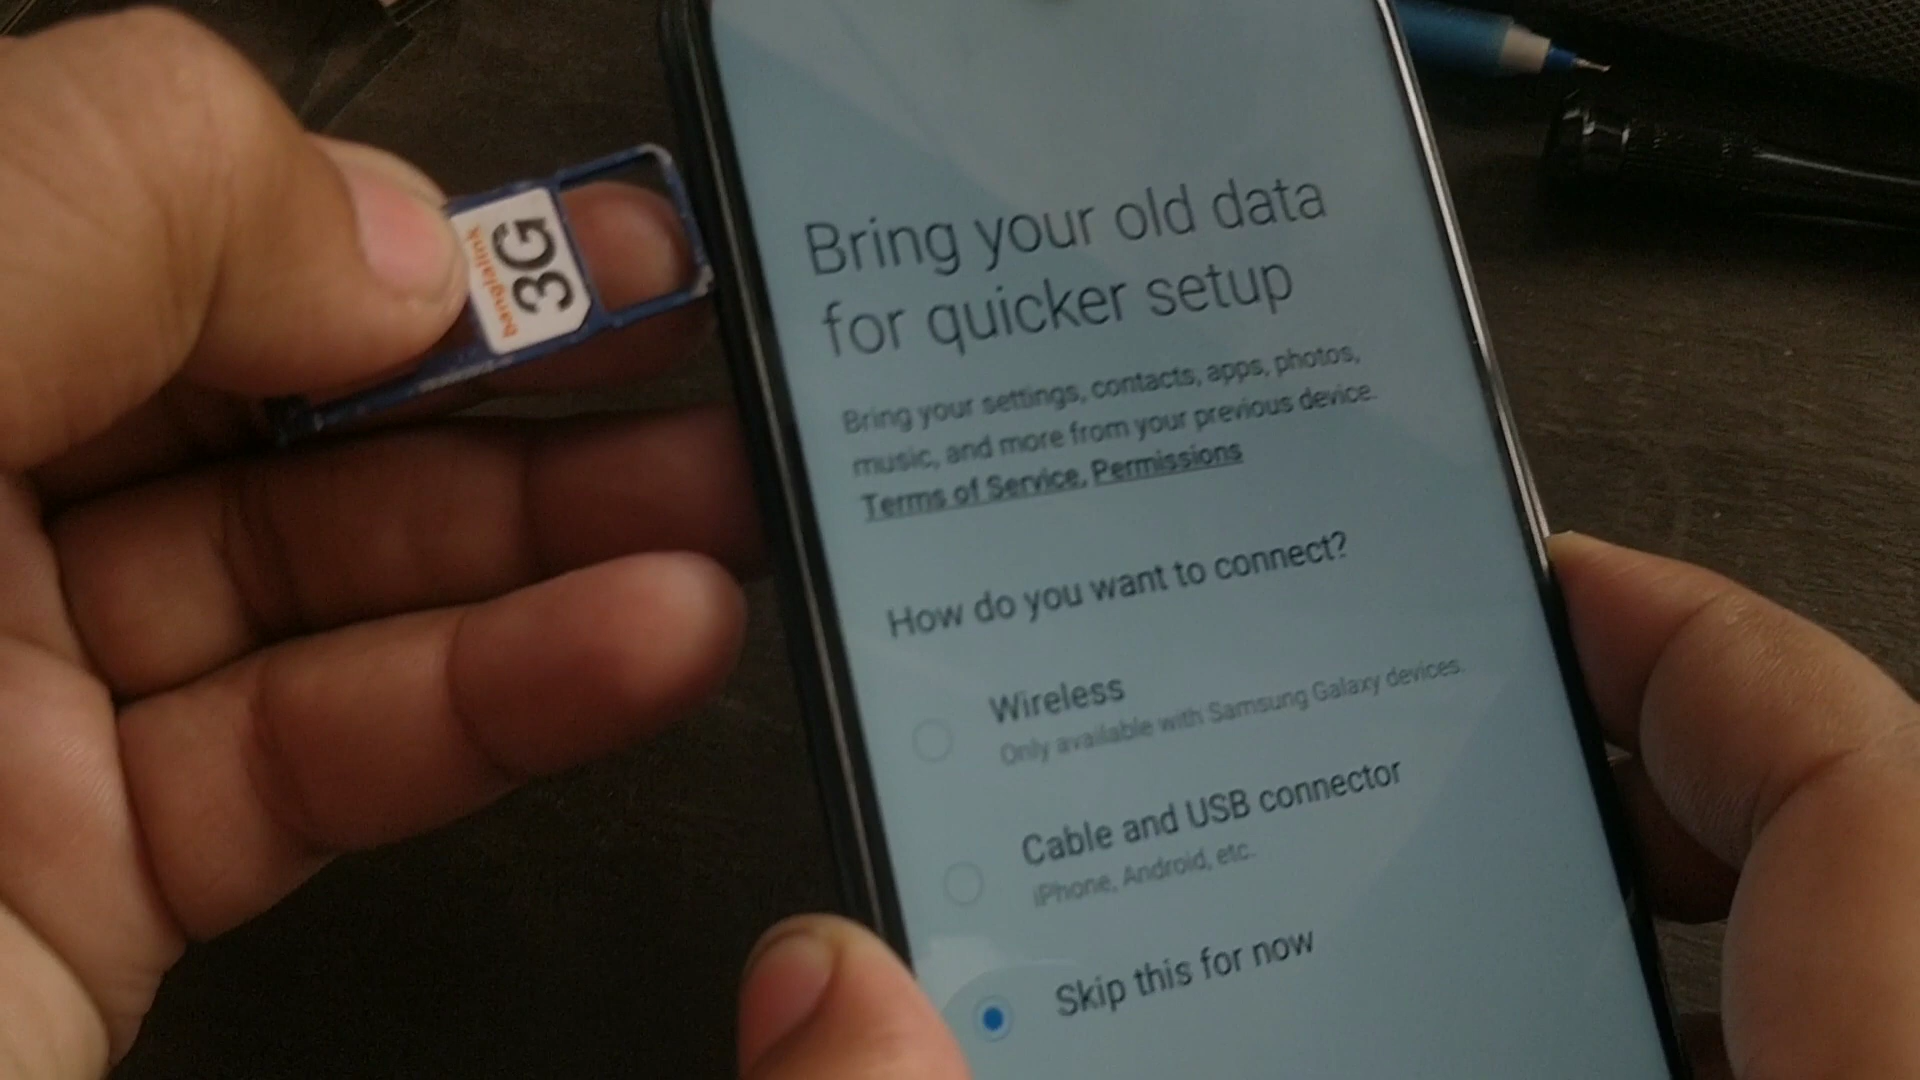 3G
banglalink
Bring your old data
for quicker setup
Bring your settings, contacts, apps, photos,
music, and more from your previous device.
Terms of Service, Permissions
How do you want to connect?
Wireless
Only available with Samsung Galaxy devices.
Cable and USB connector
iPhone, Android, etc.
Skip this for now